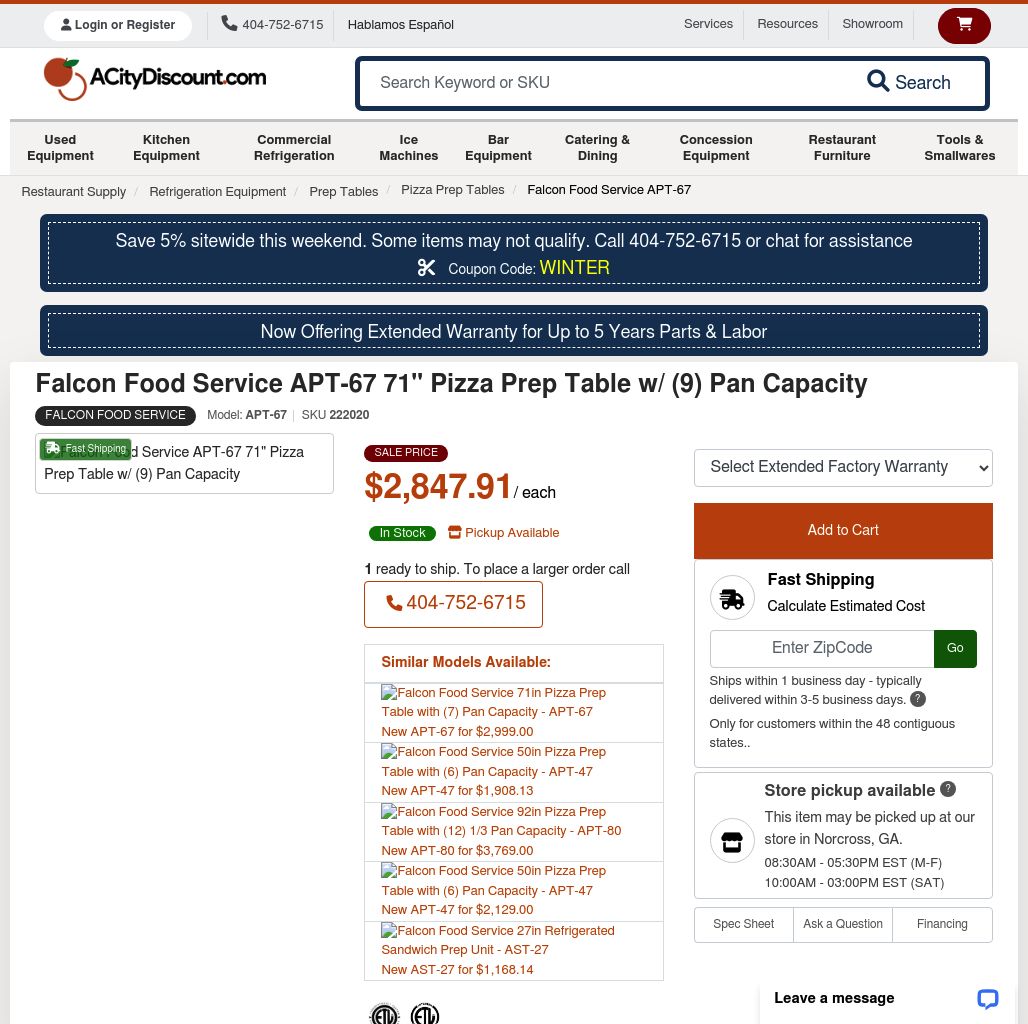 Login or Register
404-752-6715
Hablamos Español
Services
Resources
Showroom
ACityDiscount.com
Search Keyword or SKU
Search
Used Equipment
Kitchen Equipment
Commercial Refrigeration
Ice Machines
Bar Equipment
Catering & Dining
Concession Equipment
Restaurant Furniture
Tools & Smallwares
Restaurant Supply / Refrigeration Equipment / Prep Tables / Pizza Prep Tables / Falcon Food Service APT-67
Save 5% sitewide this weekend. Some items may not qualify. Call 404-752-6715 or chat for assistance
Coupon Code: WINTER
Now Offering Extended Warranty for Up to 5 Years Parts & Labor
Falcon Food Service APT-67 71" Pizza Prep Table w/ (9) Pan Capacity
FALCON FOOD SERVICE Model: APT-67 | SKU 222020
Fast Shipping
d Service APT-67 71" Pizza
Prep Table w/ (9) Pan Capacity
SALE PRICE
$2,847.91 / each
In Stock
Pickup Available
1 ready to ship. To place a larger order call
404-752-6715
Similar Models Available:
Falcon Food Service 71in Pizza Prep
Table with (7) Pan Capacity - APT-67
New APT-67 for $2,999.00
Falcon Food Service 50in Pizza Prep
Table with (6) Pan Capacity - APT-47
New APT-47 for $1,908.13
Falcon Food Service 92in Pizza Prep
Table with (12) 1/3 Pan Capacity - APT-80
New APT-80 for $3,769.00
Falcon Food Service 50in Pizza Prep
Table with (6) Pan Capacity - APT-47
New APT-47 for $2,129.00
Falcon Food Service 27in Refrigerated
Sandwich Prep Unit - AST-27
New AST-27 for $1,168.14
Select Extended Factory Warranty
Add to Cart
Fast Shipping
Calculate Estimated Cost
Enter ZipCode
Go
Ships within 1 business day - typically
delivered within 3-5 business days. ?
Only for customers within the 48 contiguous
states..
Store pickup available ?
This item may be picked up at our
store in Norcross, GA.
08:30AM - 05:30PM EST (M-F)
10:00AM - 03:00PM EST (SAT)
Spec Sheet
Ask a Question
Financing
Leave a message